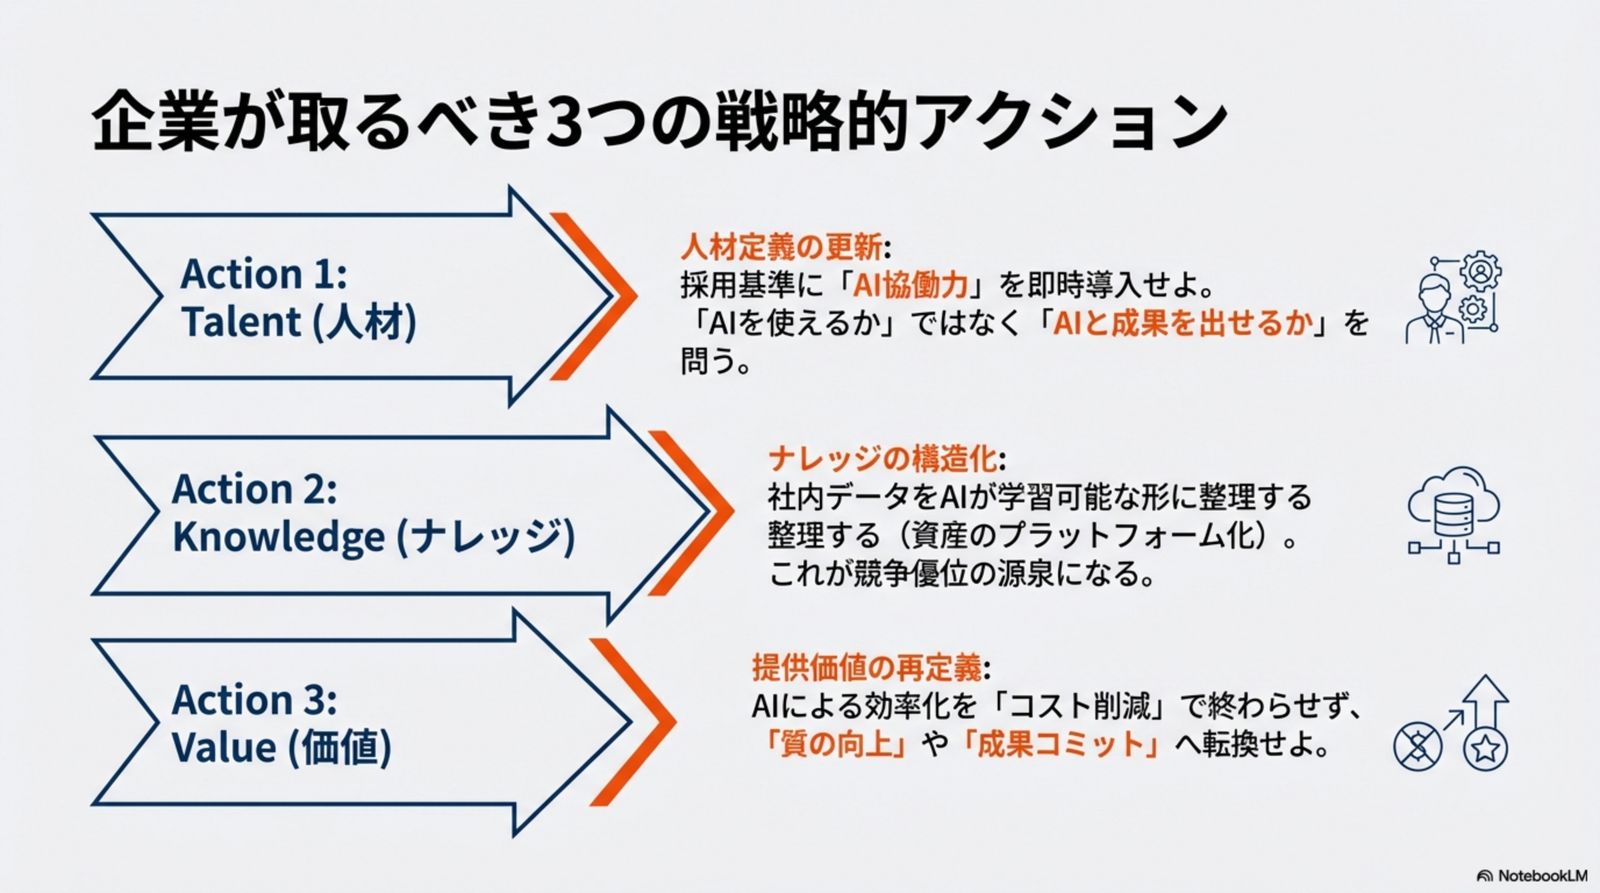 企業が取るべき3つの戦略的アクション
Action 1:
Talent (人材)
人材定義の更新:
採用基準に「AI協働力」を即時導入せよ。
「AIを使えるか」ではなく「AIと成果を出せるか」を
問う。
Action 2:
Knowledge (ナレッジ)
ナレッジの構造化:
社内データをAIが学習可能な形に整理する
整理する（資産のプラットフォーム化）。
これが競争優位の源泉になる。
Action 3:
Value (価値)
提供価値の再定義:
AIによる効率化を「コスト削減」で終わらせず、
「質の向上」や「成果コミット」へ転換せよ。
NotebookLM